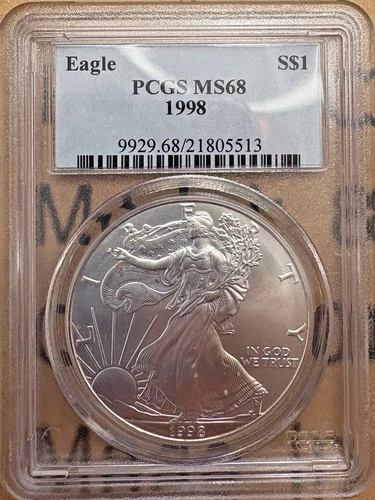 Eagle S$1
PCGS MS68
1998
9929.68/21805513
LIBERTY
IN GOD
WE TRUST
1998